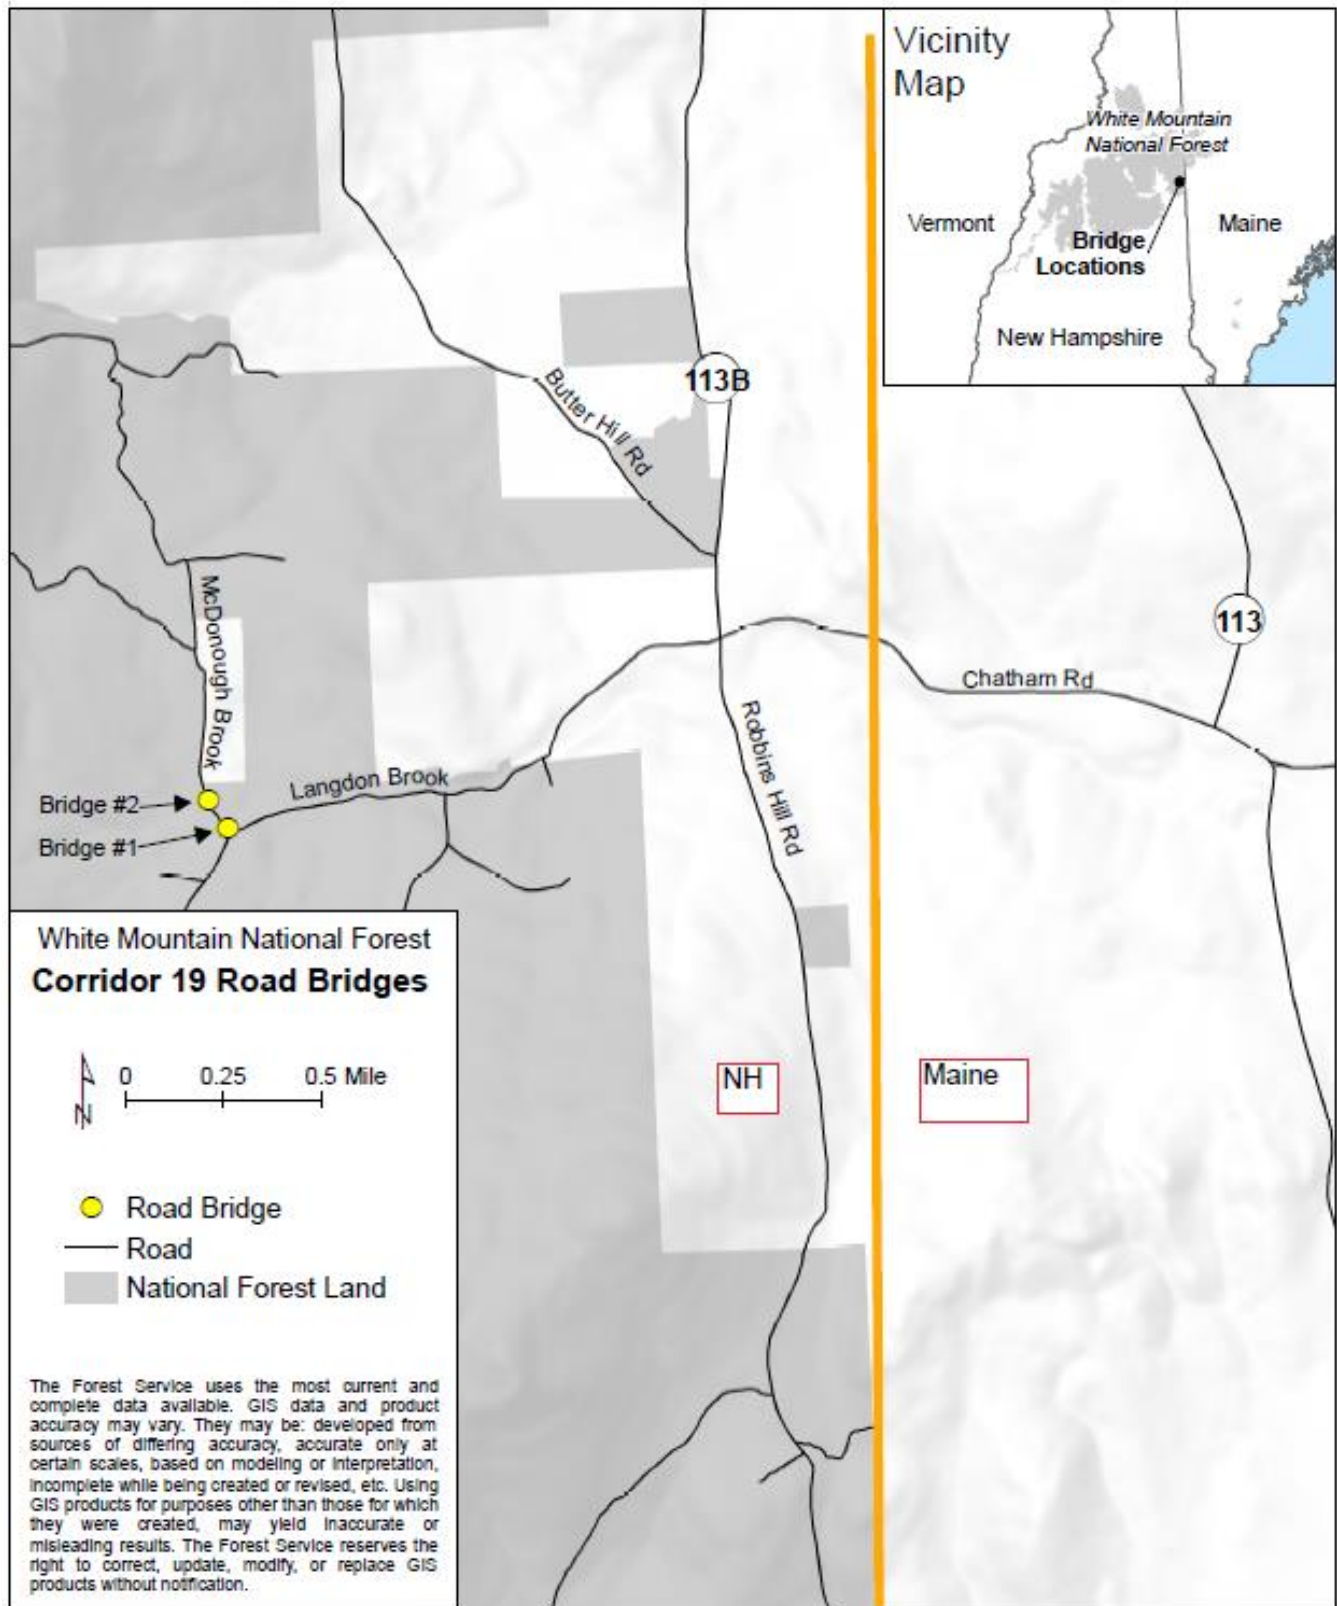 Vicinity
Map
White Mountain
National Forest
Vermont
Maine
Bridge
Locations
New Hampshire
113B
Butter Hill Rd
113
McDonough Brook
Chatham Rd
Robbins Hill Rd
Langdon Brook
Bridge #2
Bridge #1
White Mountain National Forest
Corridor 19 Road Bridges
N
0 0.25 0.5 Mile
NH
Maine
Road Bridge
Road
National Forest Land
The Forest Service uses the most current and
complete data available. GIS data and product
accuracy may vary. They may be: developed from
sources of differing accuracy, accurate only at
certain scales, based on modeling or interpretation,
incomplete while being created or revised, etc. Using
GIS products for purposes other than those for which
they were created, may yield inaccurate or
misleading results. The Forest Service reserves the
right to correct, update, modify, or replace GIS
products without notification.